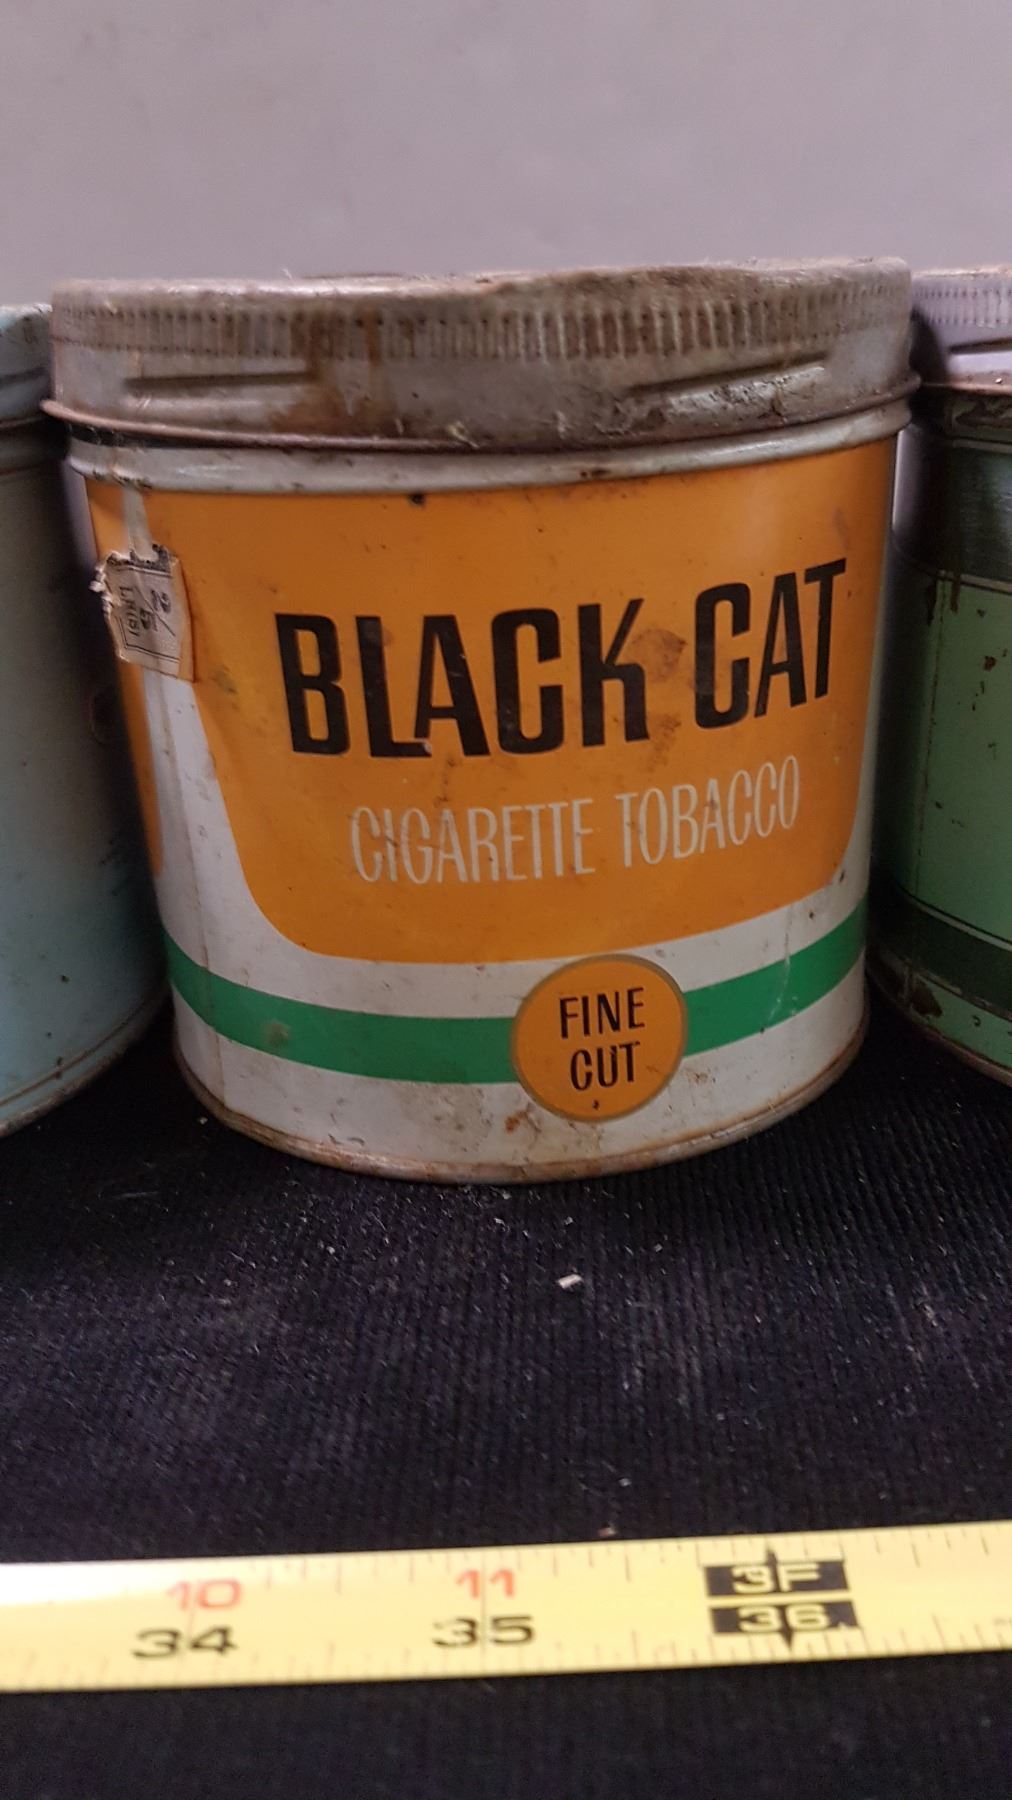 BLACK CAT
CIGARETTE TOBACCO
FINE
CUT
10 11 3F
34 35 36